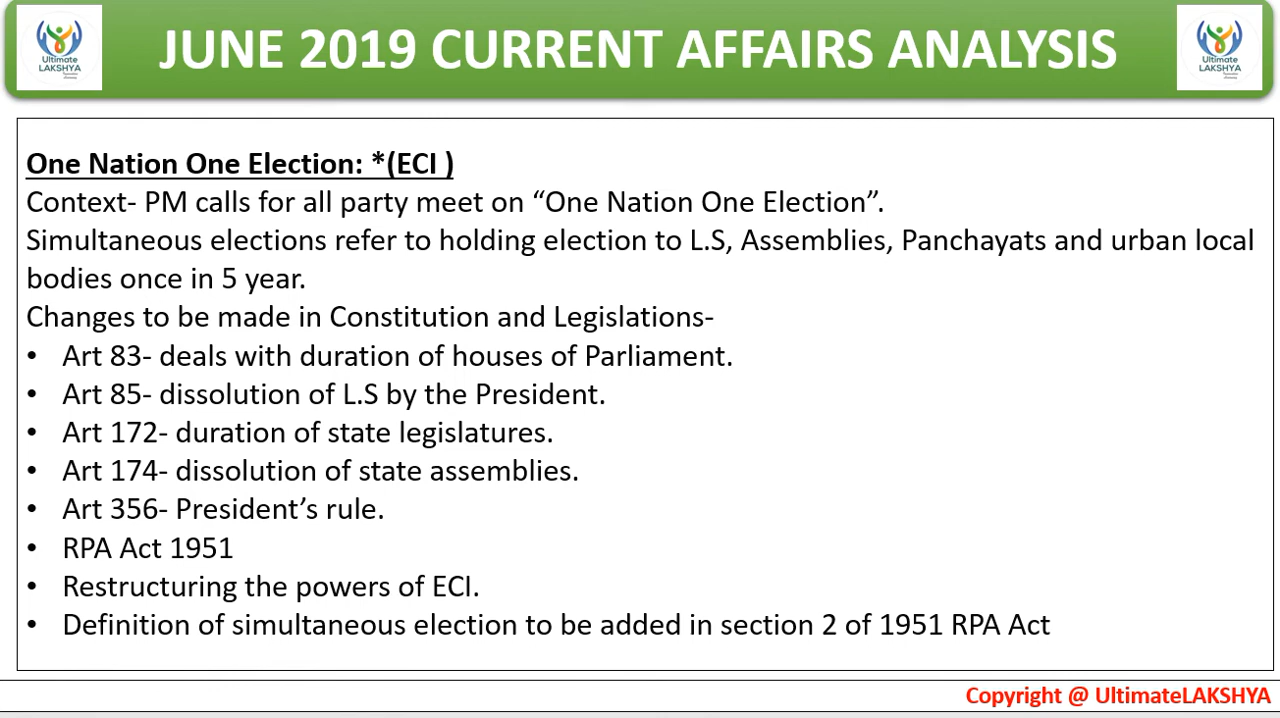 Ultimate
LAKSHYA
JUNE 2019 CURRENT AFFAIRS ANALYSIS
Ultimate
LAKSHYA
One Nation One Election: *(ECI )
Context- PM calls for all party meet on “One Nation One Election”.
Simultaneous elections refer to holding election to L.S, Assemblies, Panchayats and urban local
bodies once in 5 year.
Changes to be made in Constitution and Legislations-
• Art 83- deals with duration of houses of Parliament.
• Art 85- dissolution of L.S by the President.
• Art 172- duration of state legislatures.
• Art 174- dissolution of state assemblies.
• Art 356- President’s rule.
• RPA Act 1951
• Restructuring the powers of ECI.
• Definition of simultaneous election to be added in section 2 of 1951 RPA Act
Copyright @ UltimateLAKSHYA